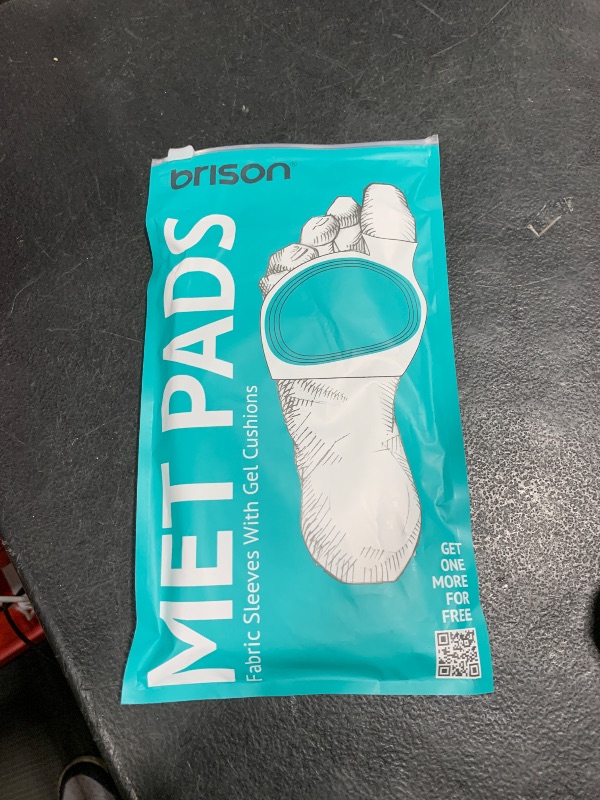 brison
MET PADS
Fabric Sleeves With Gel Cushions
GET
ONE
MORE
FOR
FREE